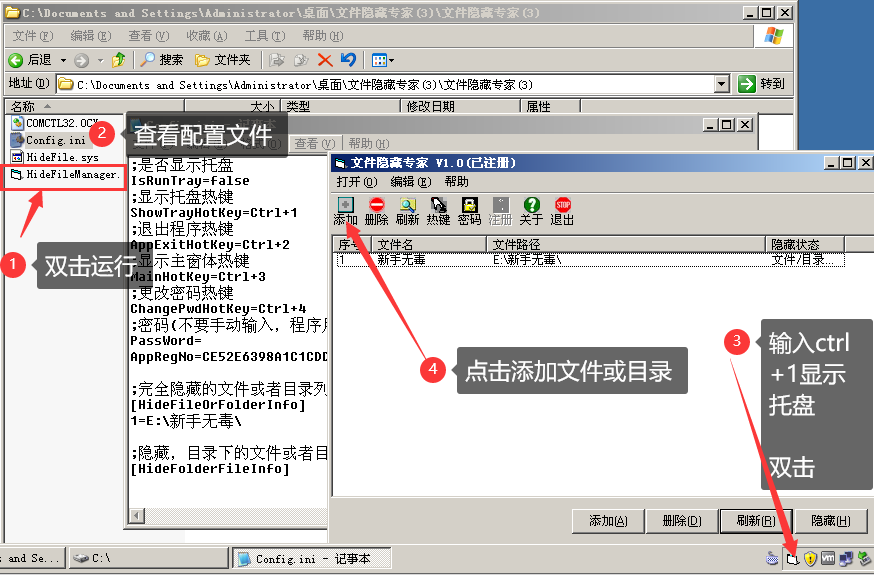 C:\Documents and Settings\Administrator\桌面\文件隐藏专家(3)\文件隐藏专家(3)
文件(F) 编辑(E) 查看(V) 收藏(A) 工具(T) 帮助(H)
后退 搜索 文件夹
地址(D) C:\Documents and Settings\Administrator\桌面\文件隐藏专家(3)\文件隐藏专家(3) 转到
名称 大小 类型 修改日期 属性
COMCTL32.OCX
Config.ini
HideFile.sys
HideFileManager.
2 查看配置文件
查看(V) 帮助(H)
1 双击运行
;是否显示托盘
IsRunTray=false
;显示托盘热键
ShowTrayHotKey=Ctrl+1
;退出程序热键
AppExitHotKey=Ctrl+2
显示主窗体热键
MainHotKey=Ctrl+3
;更改密码热键
ChangePwdHotKey=Ctrl+4
;密码(不要手动输入，程序
PassWord=
AppRegNo=CE52E6398A1C1CDD
;完全隐藏的文件或者目录列
[HideFileOrFolderInfo]
1=E:\新手无毒\
;隐藏，目录下的文件或者目
[HideFolderFileInfo]
文件隐藏专家 V1.0(已注册)
打开(O) 编辑(E) 帮助
添加 删除 刷新 热键 密码 注册 关于 退出
序号 文件名 文件路径 隐藏状态
1 新手无毒 E:\新手无毒\ 文件/目录...
4 点击添加文件或目录
3 输入ctrl
+1显示
托盘
双击
添加(A) 删除(D) 刷新(R) 隐藏(H)
and Se... C:\ Config.ini - 记事本